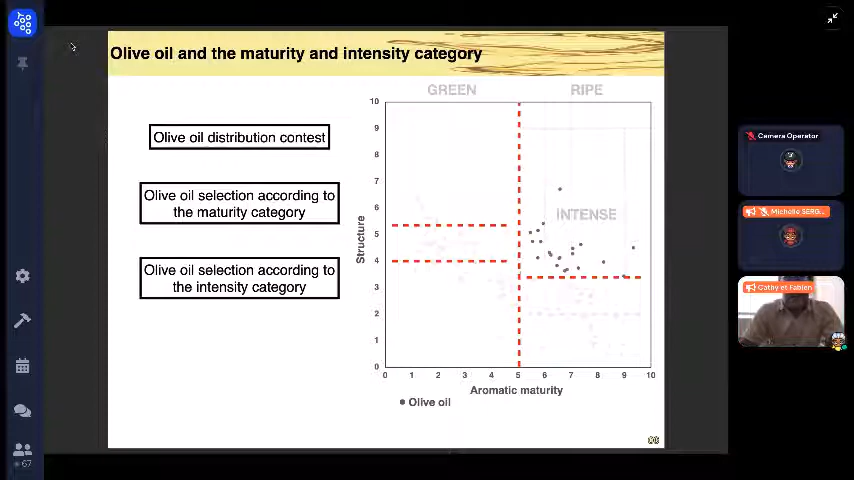 Olive oil and the maturity and intensity category
Olive oil distribution contest
Olive oil selection according to
the maturity category
Olive oil selection according to
the intensity category
GREEN
RIPE
INTENSE
Structure
10
9
8
7
6
5
4
3
2
1
0
0 1 2 3 4 5 6 7 8 9 10
Aromatic maturity
Olive oil
Camera Operator
Michelle SERG...
Cathy et Fabien
67